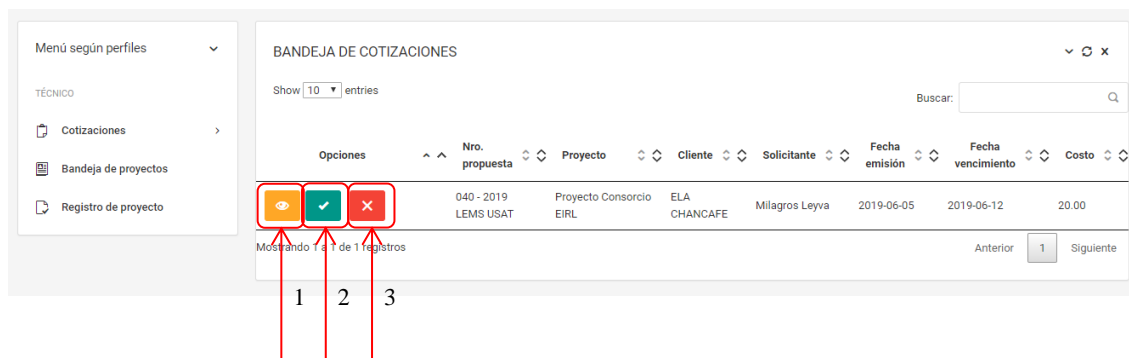 Menú según perfiles
TÉCNICO
Cotizaciones
Bandeja de proyectos
Registro de proyecto
BANDEJA DE COTIZACIONES
Show 10 entries
Buscar:
Opciones Nro. propuesta Proyecto Cliente Solicitante Fecha emisión Fecha vencimiento Costo
040 - 2019 Proyecto Consorcio ELA Milagros Leyva 2019-06-05 2019-06-12 20.00
LEMS USAT EIRL CHANCAFE
Mostrando 1 a 1 de 1 registros
Anterior 1 Siguiente
1 2 3